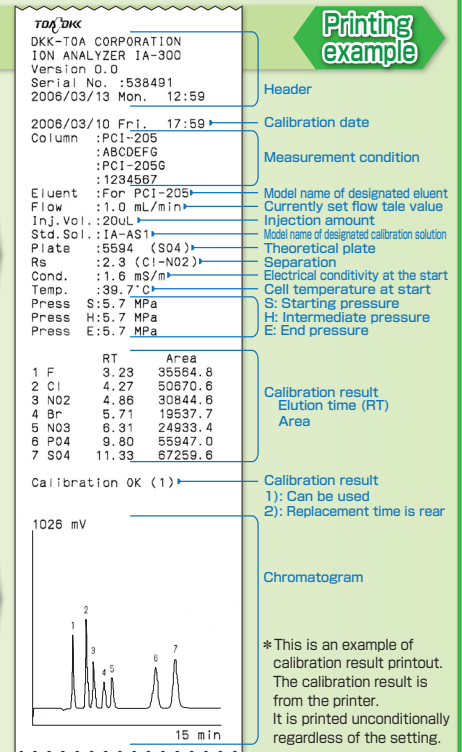 Printing
example
TOADKK
DKK-TOA CORPORATION
ION ANALYZER IA-300
Version 0.0
Serial No. :538491
2006/03/13 Mon. 12:59
Header
2006/03/10 Fri. 17:59
Calibration date
Column :PCI-205
:ABCDEFG
:PCI-205G
:1234567
Measurement condition
Eluent :For PCI-205
Model name of designated eluent
Flow :1.0 mL/min
Currently set flow tale value
Inj.Vol.:20uL
Injection amount
Std.Sol.:IA-AS1
Model name of designated calibration solution
Plate :5594 (SO4)
Theoretical plate
Rs :2.3 (Cl-NO2)
Separation
Cond. :1.6 mS/m
Electrical conditivity at the start
Temp. :39.7°C
Cell temperature at start
Press S:5.7 MPa
Press H:5.7 MPa
Press E:5.7 MPa
S: Starting pressure
H: Intermediate pressure
E: End pressure
RT Area
1 F 3.23 35564.8
2 Cl 4.27 50670.6
3 NO2 4.86 30844.6
4 Br 5.71 19537.7
5 NO3 6.31 24933.4
6 PO4 9.80 55947.0
7 SO4 11.33 67259.6
Calibration result
Elution time (RT)
Area
Calibration OK (1)
Calibration result
1): Can be used
2): Replacement time is rear
1026 mV
Chromatogram
1
2
3
4
5
6
7
15 min
*This is an example of
calibration result printout.
The calibration result is
from the printer.
It is printed unconditionally
regardless of the setting.